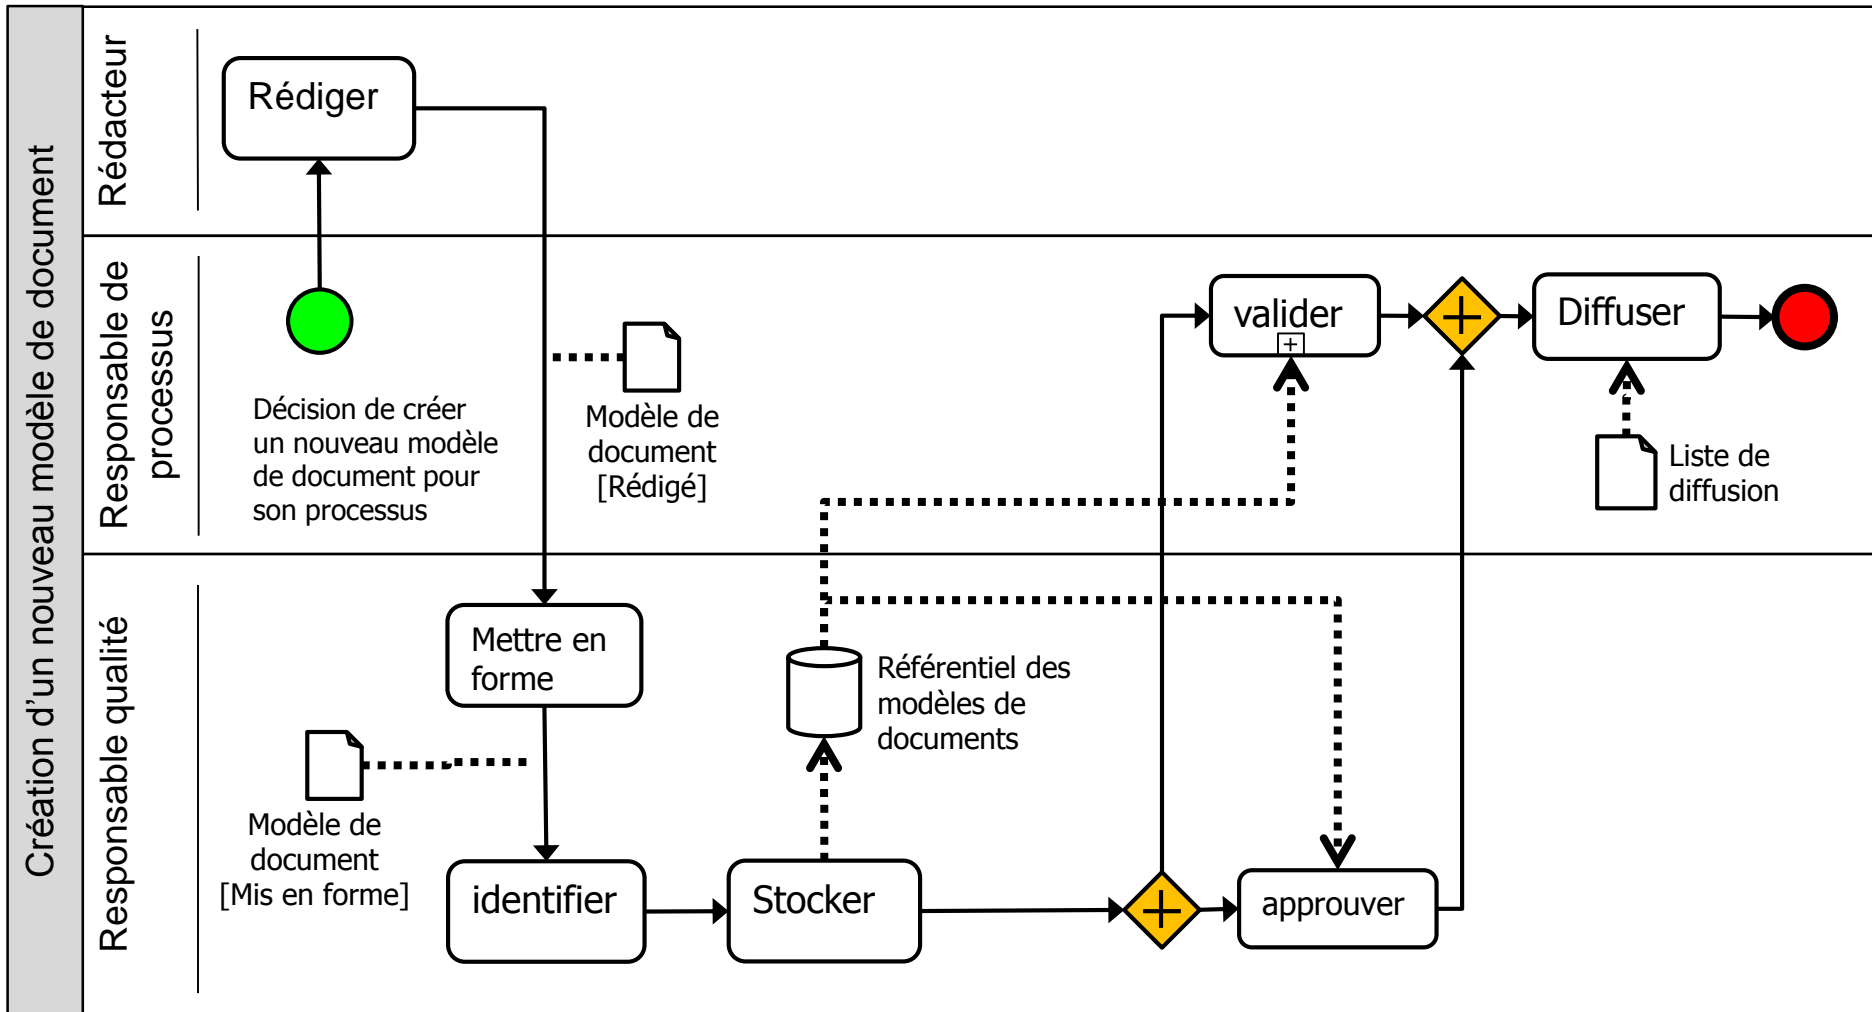 Création d'un nouveau modèle de document
Rédacteur
Rédiger
Responsable de
processus
Décision de créer
un nouveau modèle
de document pour
son processus
Modèle de
document
[Rédigé]
valider
Diffuser
Liste de
diffusion
Responsable qualité
Mettre en
forme
Modèle de
document
[Mis en forme]
Référentiel des
modèles de
documents
identifier
Stocker
approuver